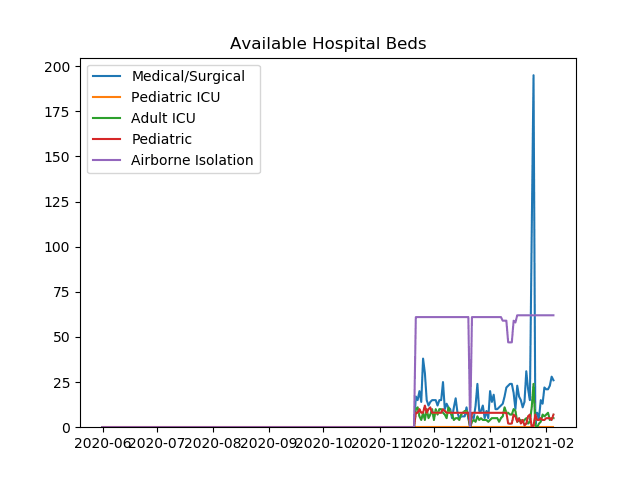 Available Hospital Beds
200
175
150
125
100
75
50
25
0
Medical/Surgical
Pediatric ICU
Adult ICU
Pediatric
Airborne Isolation
2020-06 2020-07 2020-08 2020-09 2020-10 2020-11 2020-12 2021-01 2021-02